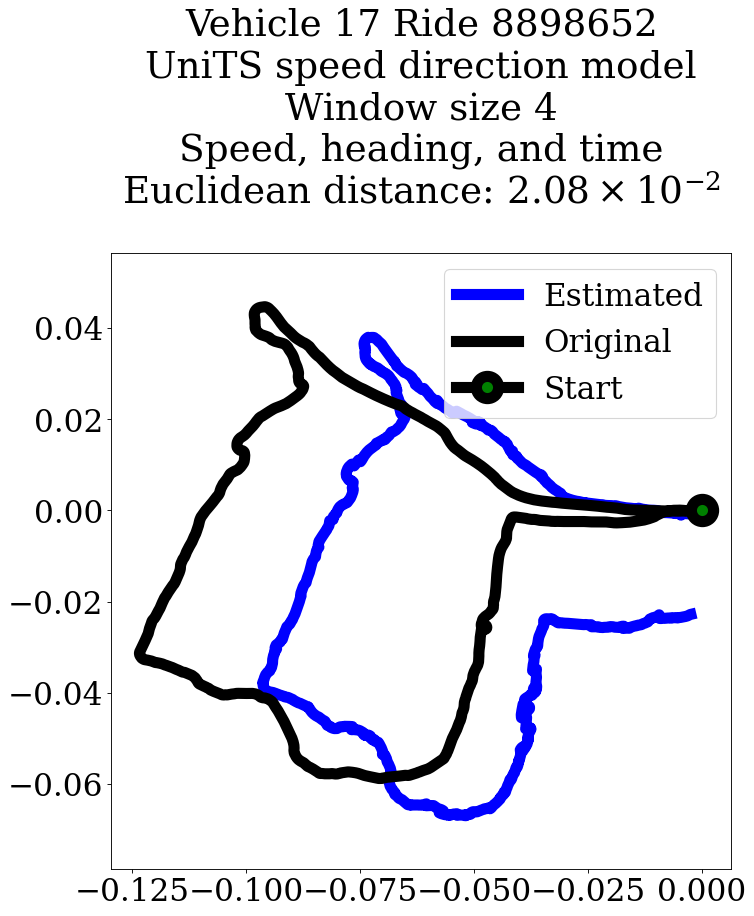 Vehicle 17 Ride 8898652
UniTS speed direction model
Window size 4
Speed, heading, and time
Euclidean distance: 2.08 × 10⁻²
Estimated
Original
Start
0.04
0.02
0.00
−0.02
−0.04
−0.06
−0.125 −0.100 −0.075 −0.050 −0.025 0.000